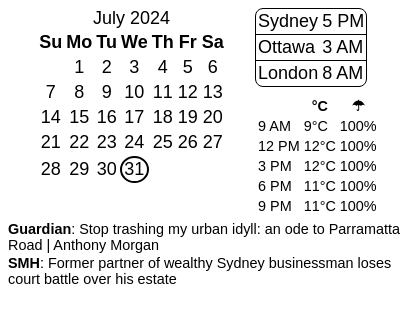 July 2024
Su Mo Tu We Th Fr Sa
1 2 3 4 5 6
7 8 9 10 11 12 13
14 15 16 17 18 19 20
21 22 23 24 25 26 27
28 29 30 31
Sydney 5 PM
Ottawa 3 AM
London 8 AM
°C ☂
9 AM 9°C 100%
12 PM 12°C 100%
3 PM 12°C 100%
6 PM 11°C 100%
9 PM 11°C 100%
Guardian: Stop trashing my urban idyll: an ode to Parramatta
Road | Anthony Morgan
SMH: Former partner of wealthy Sydney businessman loses
court battle over his estate